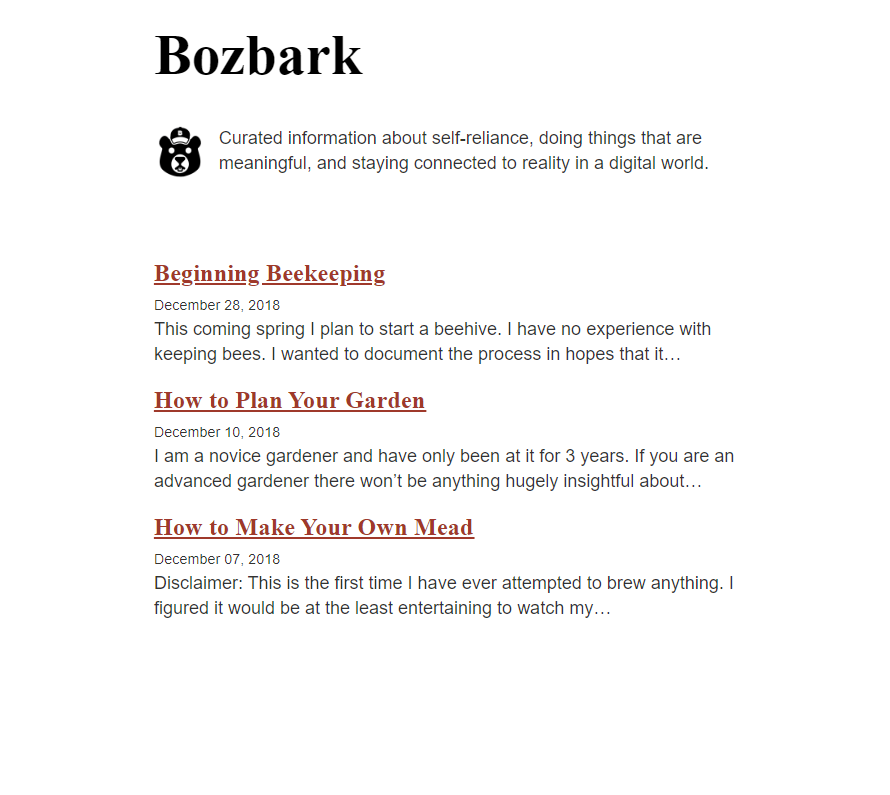 Bozbark
Curated information about self-reliance, doing things that are
meaningful, and staying connected to reality in a digital world.
Beginning Beekeeping
December 28, 2018
This coming spring I plan to start a beehive. I have no experience with
keeping bees. I wanted to document the process in hopes that it…
How to Plan Your Garden
December 10, 2018
I am a novice gardener and have only been at it for 3 years. If you are an
advanced gardener there won’t be anything hugely insightful about…
How to Make Your Own Mead
December 07, 2018
Disclaimer: This is the first time I have ever attempted to brew anything. I
figured it would be at the least entertaining to watch my…